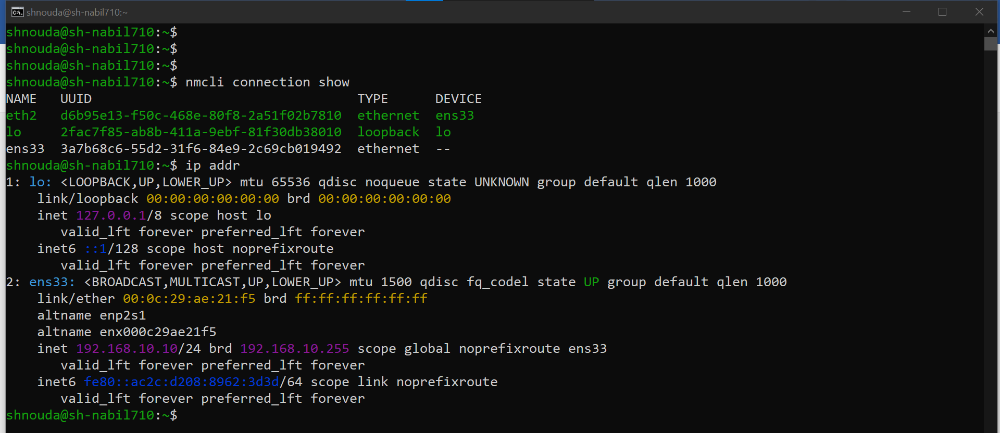 shnouda@sh-nabil710:~
shnouda@sh-nabil710:~$
shnouda@sh-nabil710:~$
shnouda@sh-nabil710:~$
shnouda@sh-nabil710:~$ nmcli connection show
NAME   UUID                                  TYPE      DEVICE
eth2   d6b95e13-f50c-468e-80f8-2a51f02b7810  ethernet  ens33
lo     2fac7f85-ab8b-411a-9ebf-81f30db38010  loopback  lo
ens33  3a7b68c6-55d2-31f6-84e9-2c69cb019492  ethernet  --
shnouda@sh-nabil710:~$ ip addr
1: lo: <LOOPBACK,UP,LOWER_UP> mtu 65536 qdisc noqueue state UNKNOWN group default qlen 1000
    link/loopback 00:00:00:00:00:00 brd 00:00:00:00:00:00
    inet 127.0.0.1/8 scope host lo
       valid_lft forever preferred_lft forever
    inet6 ::1/128 scope host noprefixroute
       valid_lft forever preferred_lft forever
2: ens33: <BROADCAST,MULTICAST,UP,LOWER_UP> mtu 1500 qdisc fq_codel state UP group default qlen 1000
    link/ether 00:0c:29:ae:21:f5 brd ff:ff:ff:ff:ff:ff
    altname enp2s1
    altname enx000c29ae21f5
    inet 192.168.10.10/24 brd 192.168.10.255 scope global noprefixroute ens33
       valid_lft forever preferred_lft forever
    inet6 fe80::ac2c:d208:8962:3d3d/64 scope link noprefixroute
       valid_lft forever preferred_lft forever
shnouda@sh-nabil710:~$